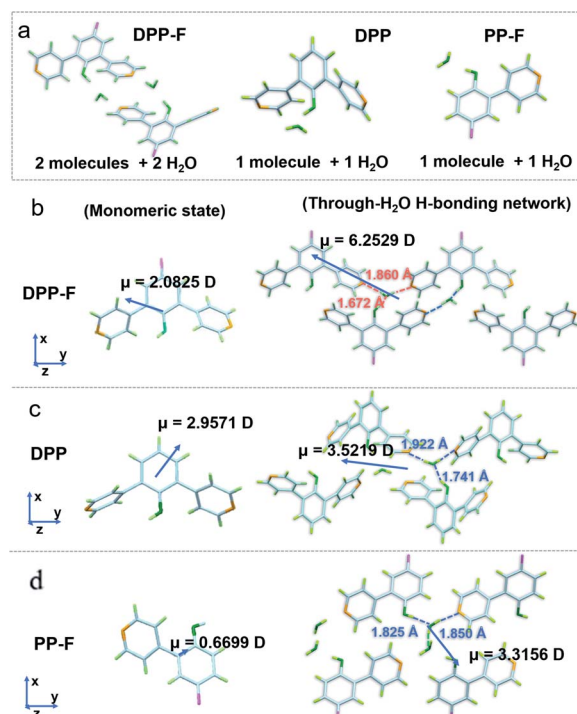 a
DPP-F DPP PP-F
2 molecules + 2 H₂O 1 molecule + 1 H₂O 1 molecule + 1 H₂O
b
(Monomeric state) (Through-H₂O H-bonding network)
DPP-F
μ = 2.0825 D
μ = 6.2529 D
1.860 Å
1.672 Å
x
z y
c
DPP
μ = 2.9571 D
μ = 3.5219 D
1.922 Å
1.741 Å
x
z y
d
PP-F
μ = 0.6699 D
1.825 Å 1.850 Å
μ = 3.3156 D
x
z y